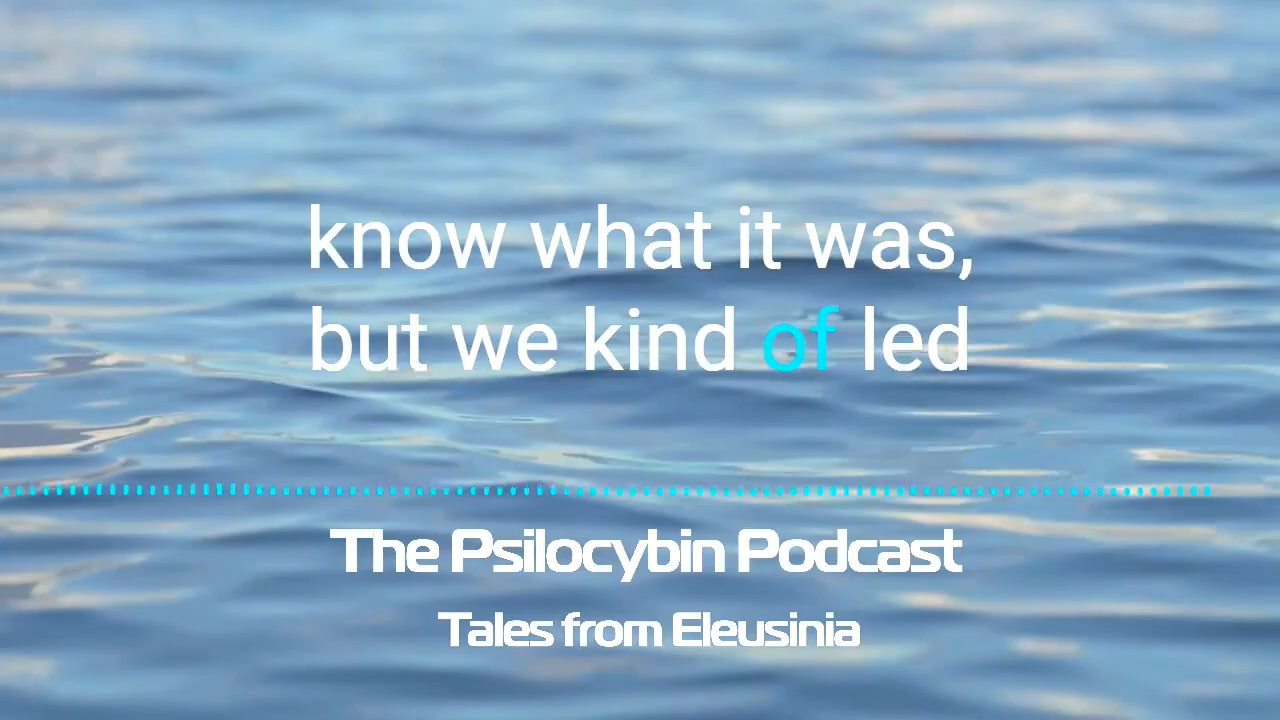 know what it was,
but we kind of led
The Psilocybin Podcast
Tales from Eleusinia